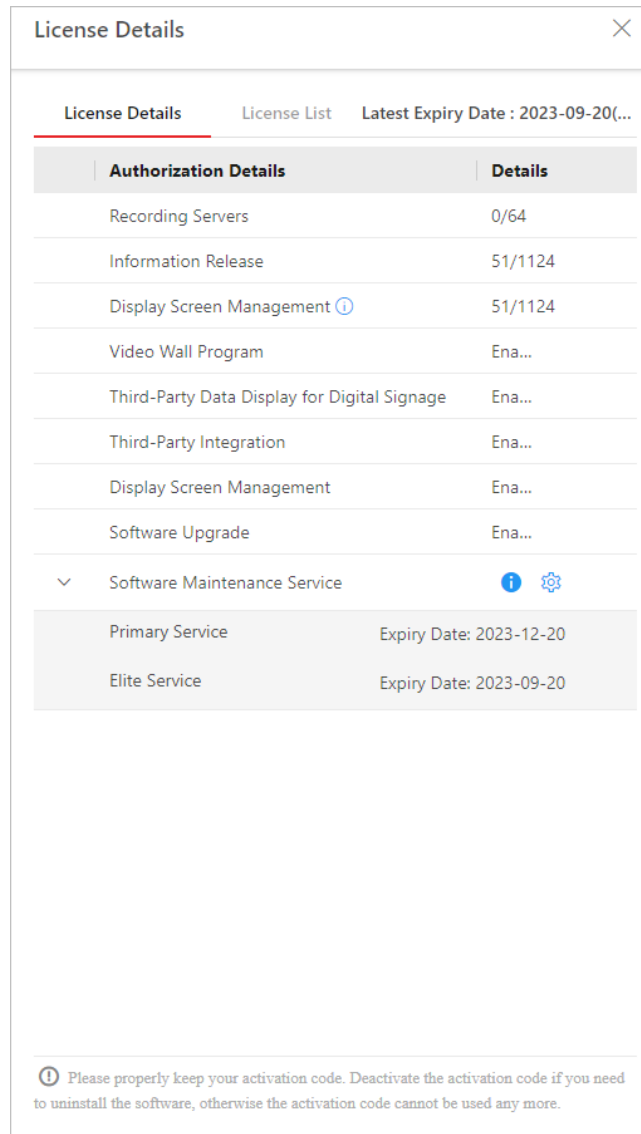 License Details
License Details License List Latest Expiry Date : 2023-09-20(...
Authorization Details Details
Recording Servers 0/64
Information Release 51/1124
Display Screen Management 51/1124
Video Wall Program Ena...
Third-Party Data Display for Digital Signage Ena...
Third-Party Integration Ena...
Display Screen Management Ena...
Software Upgrade Ena...
Software Maintenance Service
Primary Service Expiry Date: 2023-12-20
Elite Service Expiry Date: 2023-09-20
Please properly keep your activation code. Deactivate the activation code if you need
to uninstall the software, otherwise the activation code cannot be used any more.